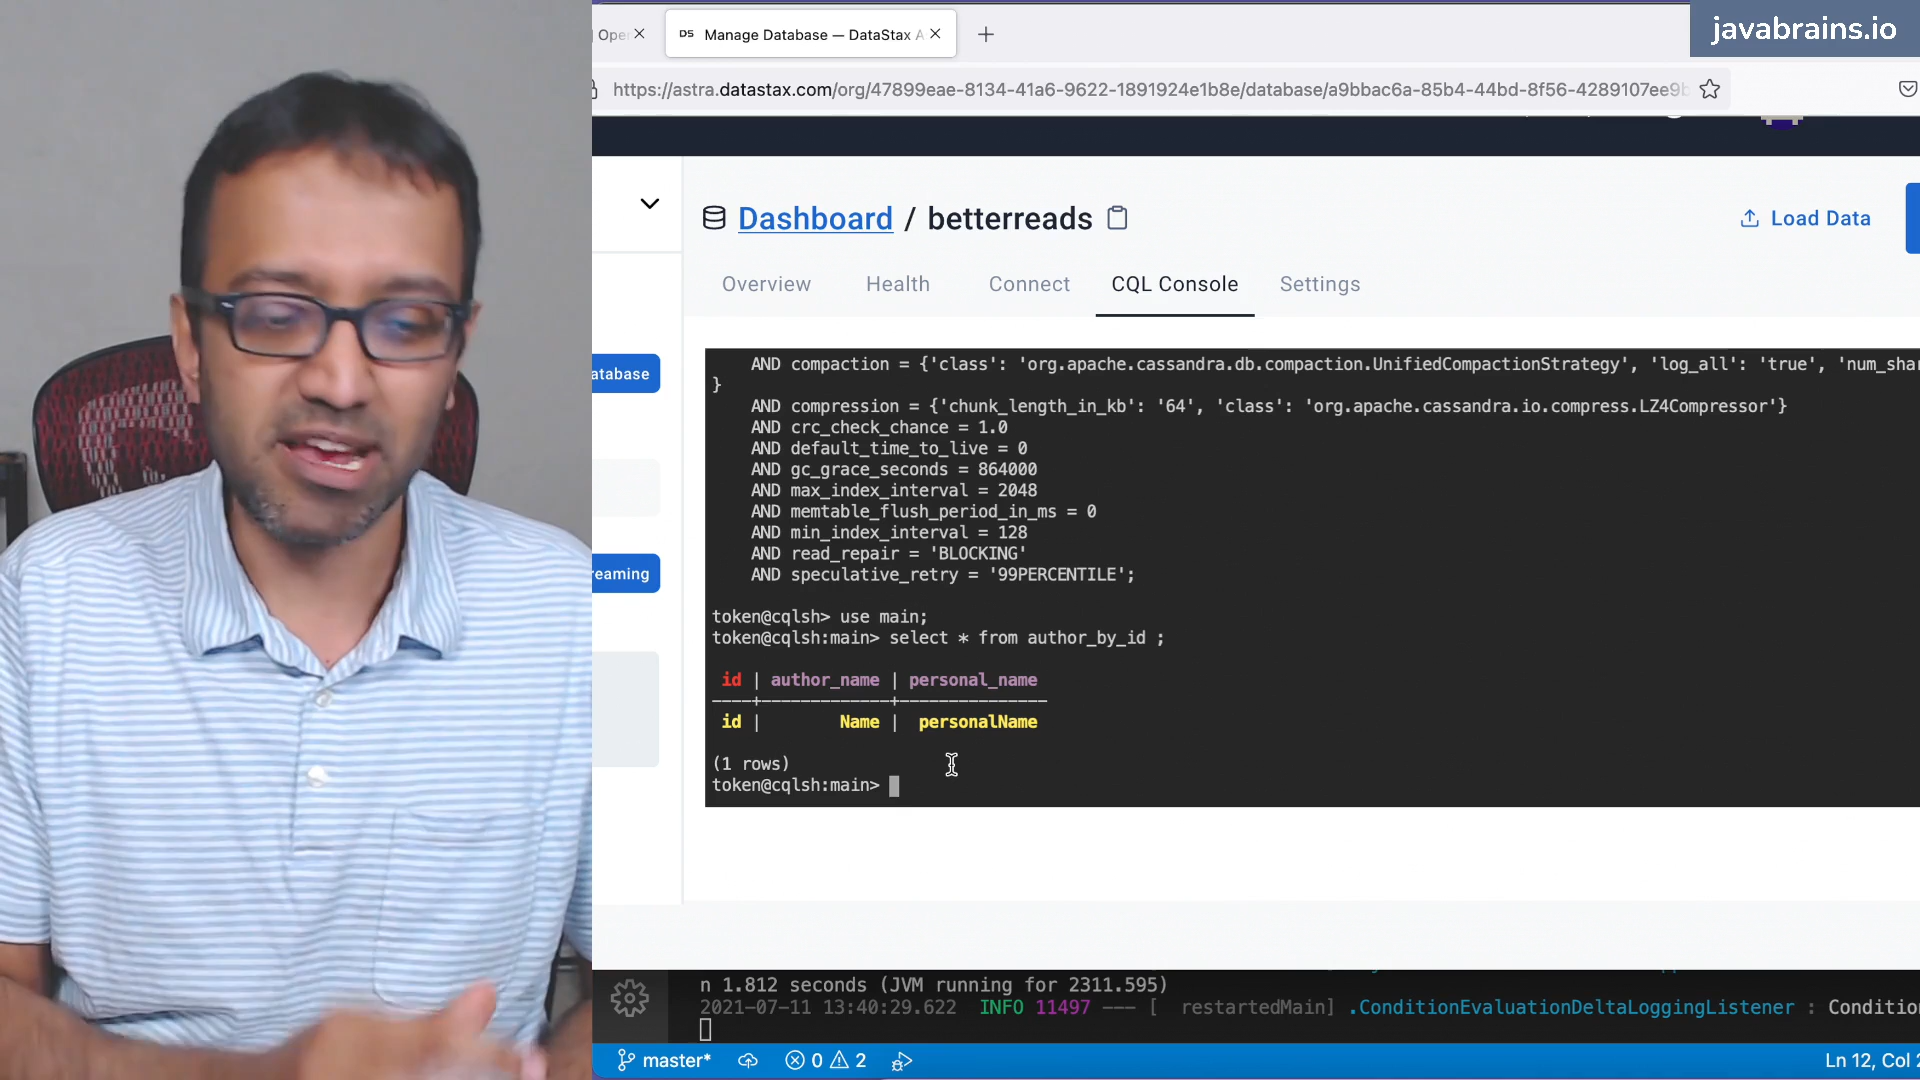 Oper
DS Manage Database — DataStax A
javabrains.io
https://astra.datastax.com/org/47899eae-8134-41a6-9622-1891924e1b8e/database/a9bbac6a-85b4-44bd-8f56-4289107ee9b
Dashboard / betterreads
Load Data
Overview Health Connect CQL Console Settings
atabase
reaming
AND compaction = {'class': 'org.apache.cassandra.db.compaction.UnifiedCompactionStrategy', 'log_all': 'true', 'num_shar
}
AND compression = {'chunk_length_in_kb': '64', 'class': 'org.apache.cassandra.io.compress.LZ4Compressor'}
AND crc_check_chance = 1.0
AND default_time_to_live = 0
AND gc_grace_seconds = 864000
AND max_index_interval = 2048
AND memtable_flush_period_in_ms = 0
AND min_index_interval = 128
AND read_repair = 'BLOCKING'
AND speculative_retry = '99PERCENTILE';
token@cqlsh> use main;
token@cqlsh:main> select * from author_by_id ;
id | author_name | personal_name
----+-------------+---------------
id | Name | personalName
(1 rows)
token@cqlsh:main>
n 1.812 seconds (JVM running for 2311.595)
2021-07-11 13:40:29.622 INFO 11497 --- [ restartedMain] .ConditionEvaluationDeltaLoggingListener : Conditio
master* 0 2
Ln 12, Col 2